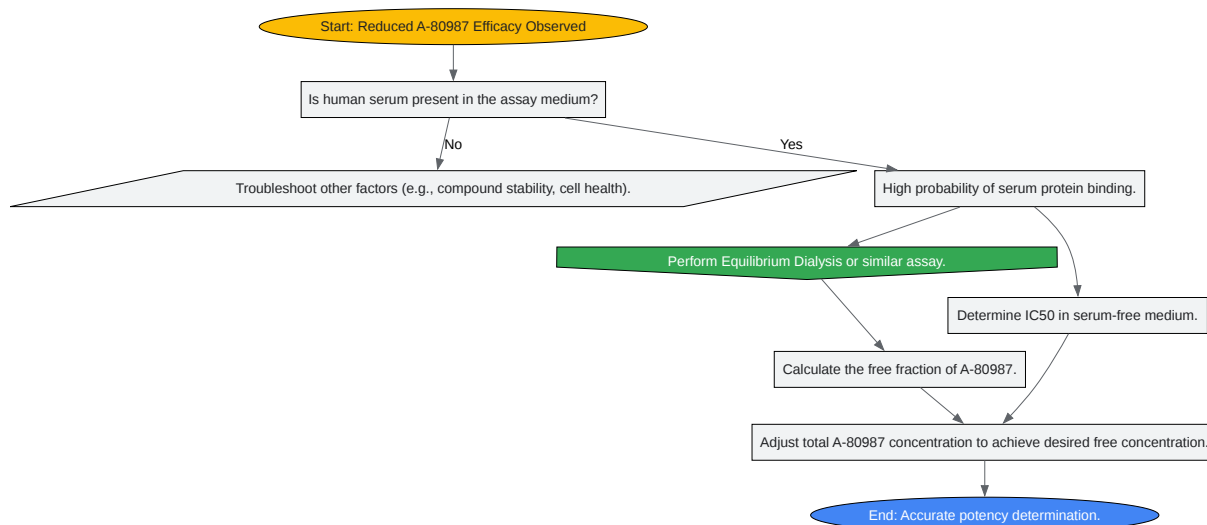 Start: Reduced A-80987 Efficacy Observed
Is human serum present in the assay medium?
No
Yes
Troubleshoot other factors (e.g., compound stability, cell health).
High probability of serum protein binding.
Perform Equilibrium Dialysis or similar assay.
Determine IC50 in serum-free medium.
Calculate the free fraction of A-80987.
Adjust total A-80987 concentration to achieve desired free concentration.
End: Accurate potency determination.